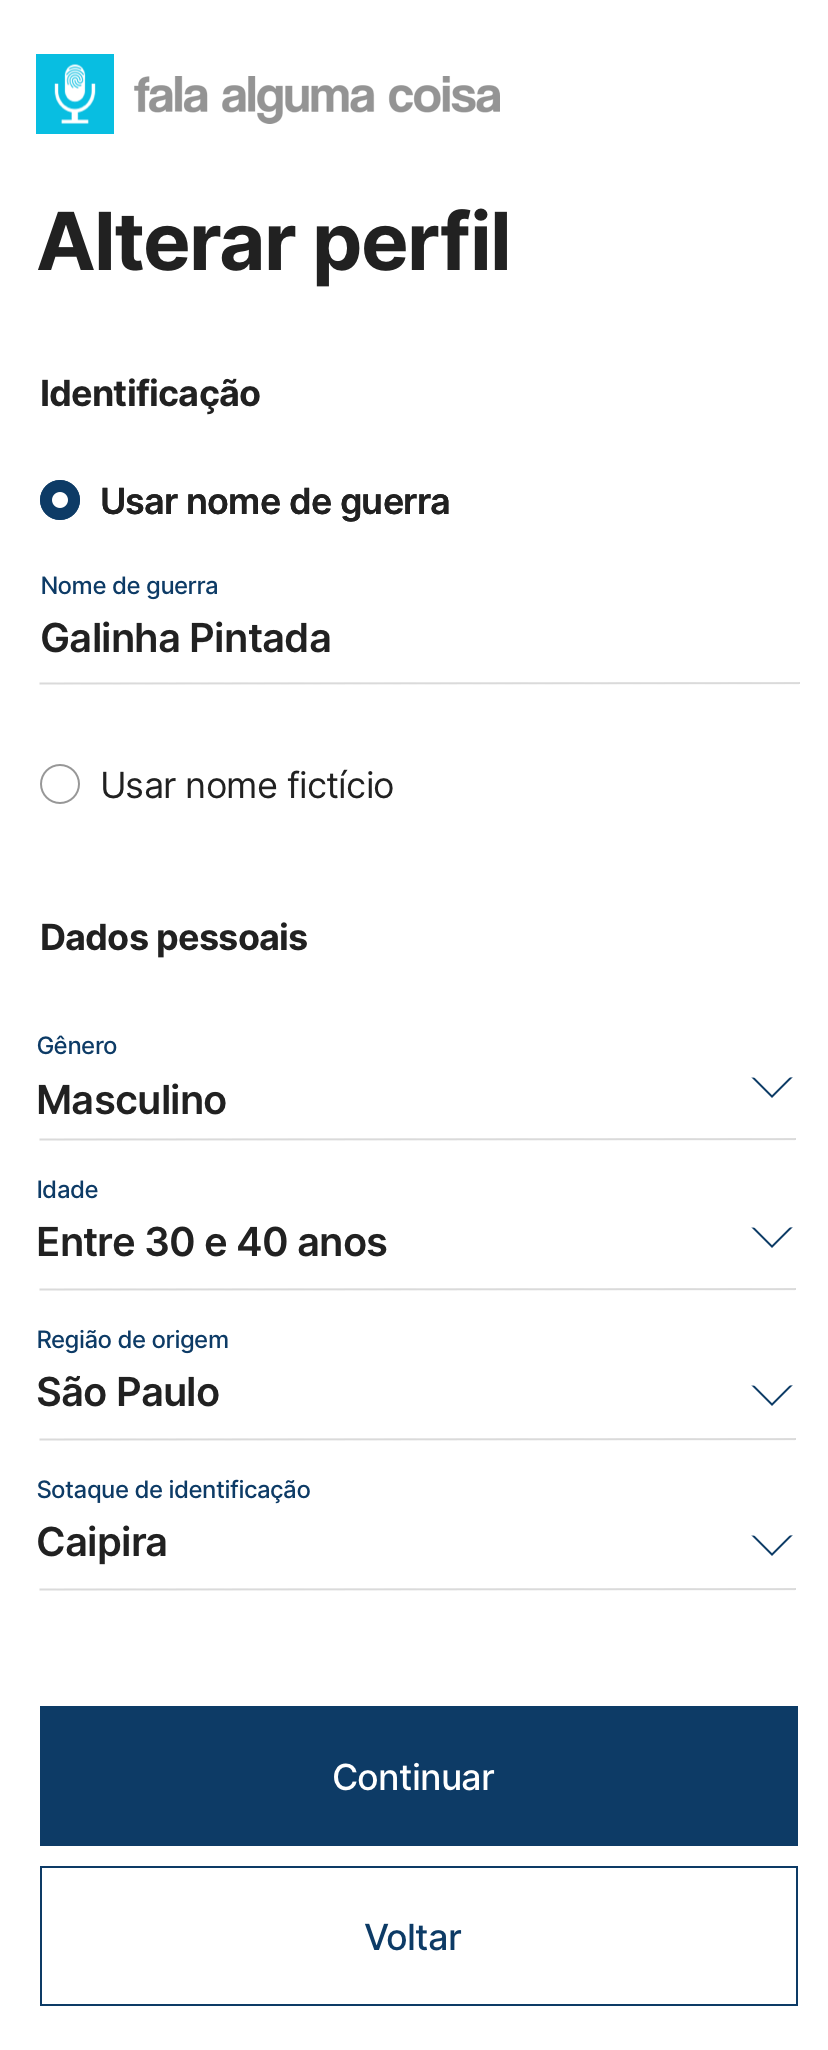 fala alguma coisa
Alterar perfil
Identificação
Usar nome de guerra
Nome de guerra
Galinha Pintada
Usar nome fictício
Dados pessoais
Gênero
Masculino
Idade
Entre 30 e 40 anos
Região de origem
São Paulo
Sotaque de identificação
Caipira
Continuar
Voltar